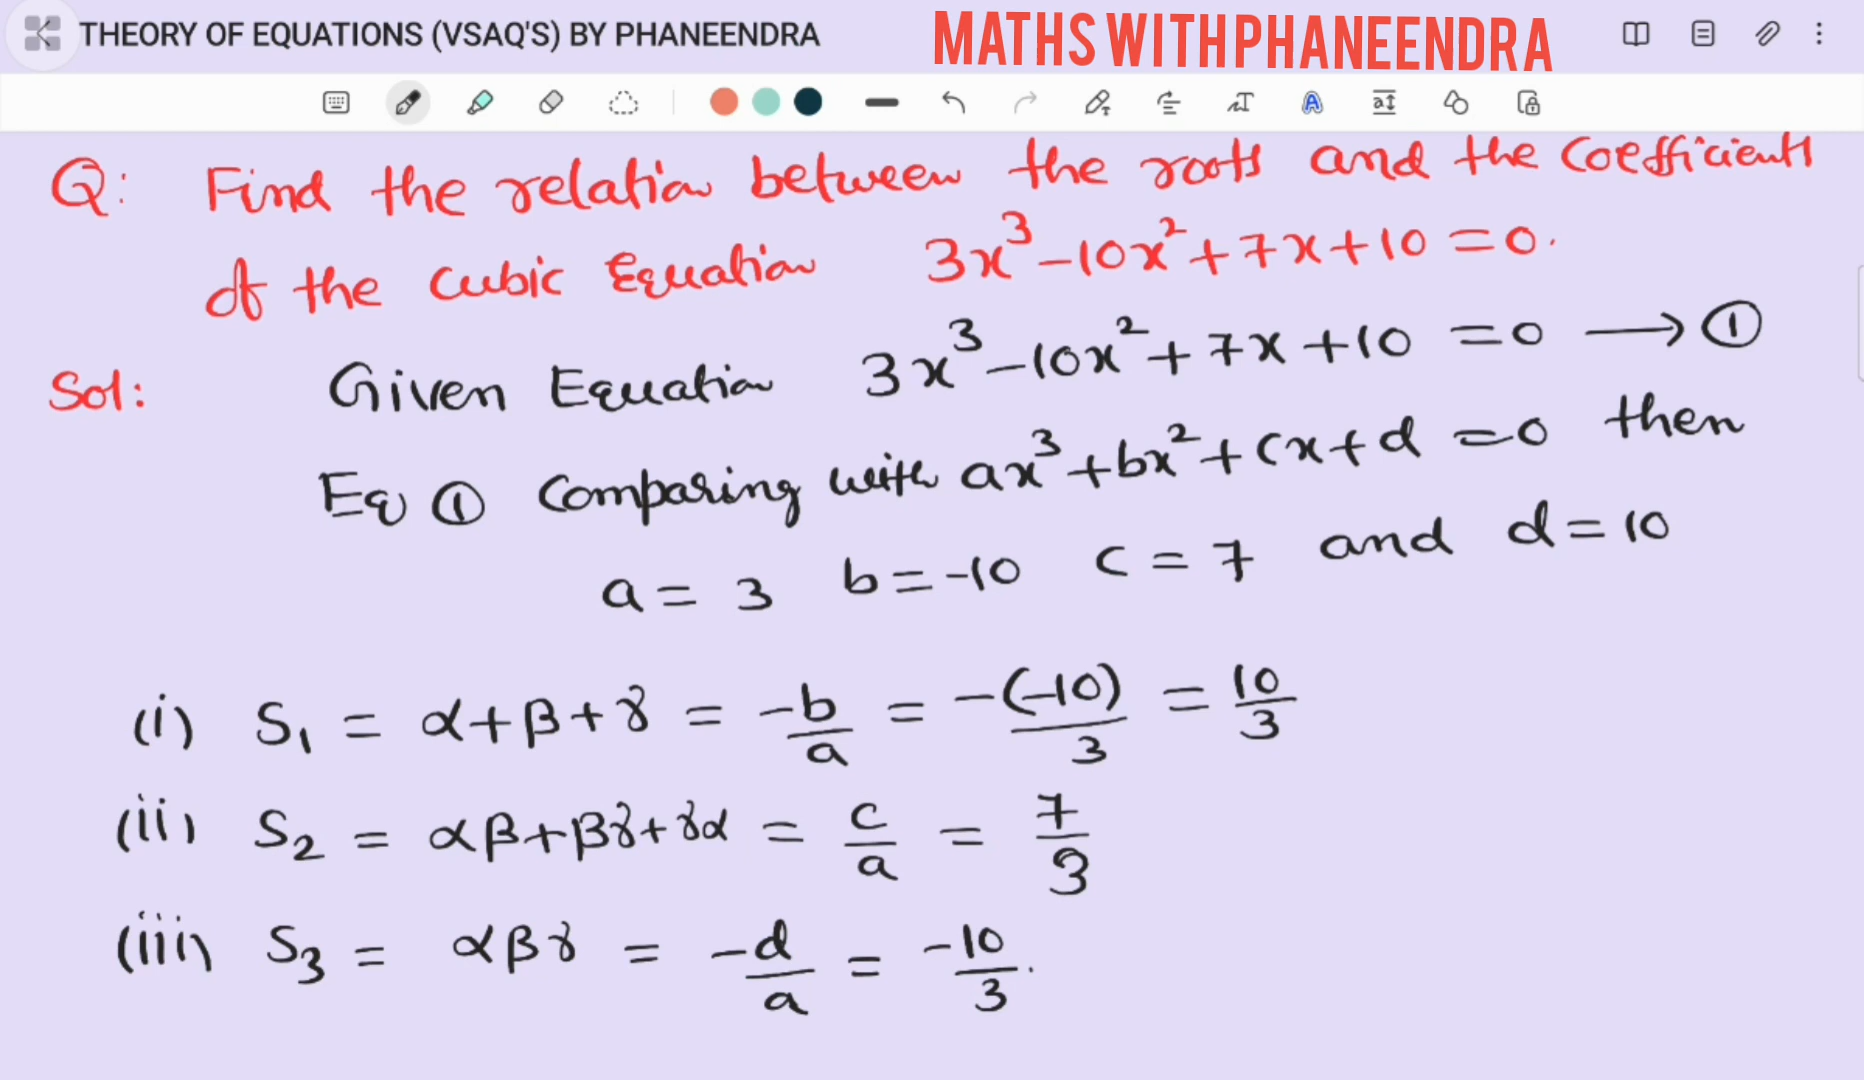 THEORY OF EQUATIONS (VSAQ'S) BY PHANEENDRA
MATHS WITH PHANEENDRA
Q: Find the relation between the roots and the coefficients
of the cubic Equation 3x³-10x²+7x+10=0.
Sol: Given Equation 3x³-10x²+7x+10=0 → ①
Eq ① Comparing with ax³+bx²+cx+d=0 then
a=3 b=-10 c=7 and d=10
(i) S₁ = α+β+γ = -b/a = -(-10)/3 = 10/3
(ii) S₂ = αβ+βγ+γα = c/a = 7/3
(iii) S₃ = αβγ = -d/a = -10/3.